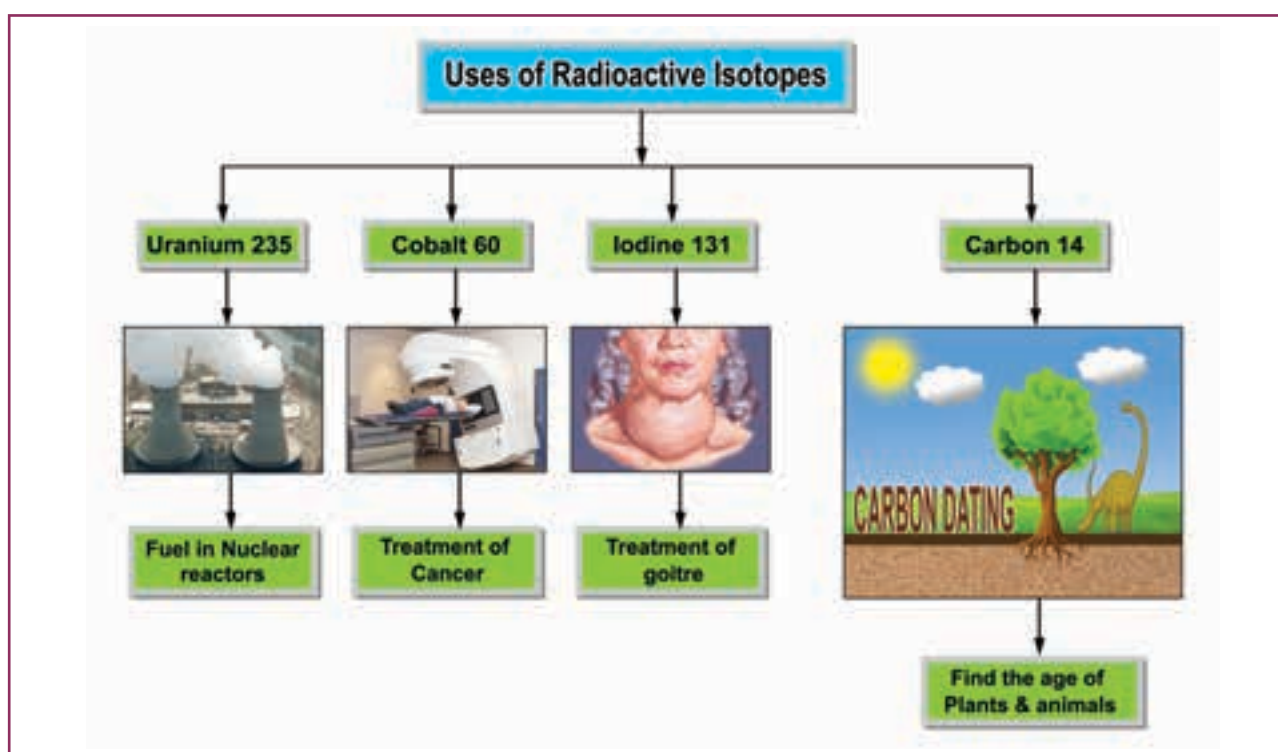 Uses of Radioactive Isotopes
Uranium 235
Cobalt 60
Iodine 131
Carbon 14
CARBON DATING
Fuel in Nuclear
reactors
Treatment of
Cancer
Treatment of
goitre
Find the age of
Plants & animals